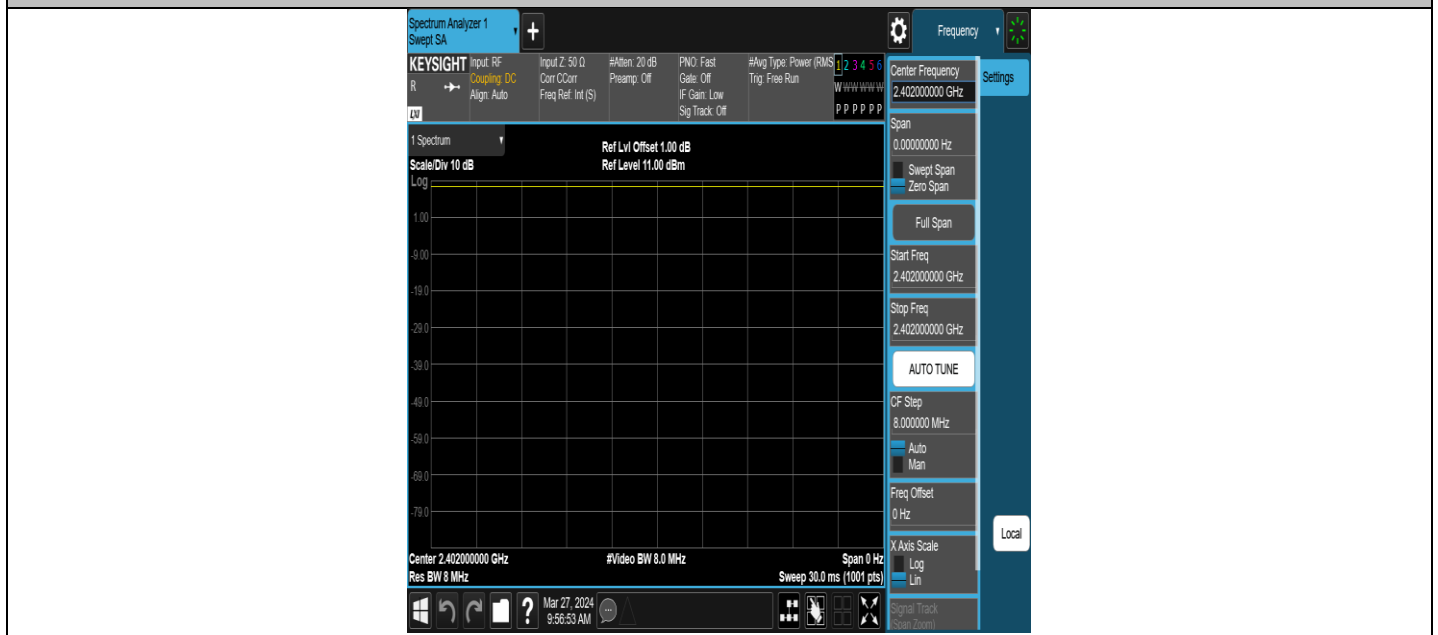 Spectrum Analyzer 1
Swept SA
+
Frequency
KEYSIGHT
R
LXI
Input: RF
Coupling: DC
Align: Auto
Input Z: 50 Ω
Corr CCorr
Freq Ref: Int (S)
#Atten: 20 dB
Preamp: Off
PNO: Fast
Gate: Off
IF Gain: Low
Sig Track: Off
#Avg Type: Power (RMS
Trig: Free Run
1 2 3 4 5 6
W W W W W W
P P P P P P
1 Spectrum
Scale/Div 10 dB
Ref Lvl Offset 1.00 dB
Ref Level 11.00 dBm
Log
1.00
-9.00
-19.0
-29.0
-39.0
-49.0
-59.0
-69.0
-79.0
Center 2.402000000 GHz
#Video BW 8.0 MHz
Span 0 Hz
Res BW 8 MHz
Sweep 30.0 ms (1001 pts)
?
Mar 27, 2024
9:56:53 AM
Center Frequency
2.402000000 GHz
Settings
Span
0.00000000 Hz
Swept Span
Zero Span
Full Span
Start Freq
2.402000000 GHz
Stop Freq
2.402000000 GHz
AUTO TUNE
CF Step
8.000000 MHz
Auto
Man
Freq Offset
0 Hz
Local
X Axis Scale
Log
Lin
Signal Track
(Span Zoom)